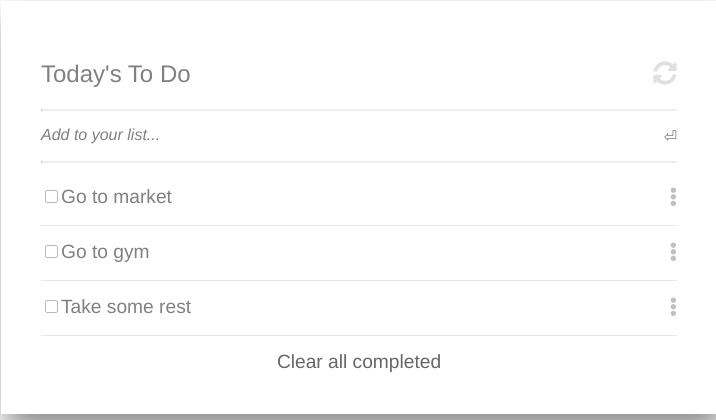 Today's To Do
Add to your list...
Go to market
Go to gym
Take some rest
Clear all completed